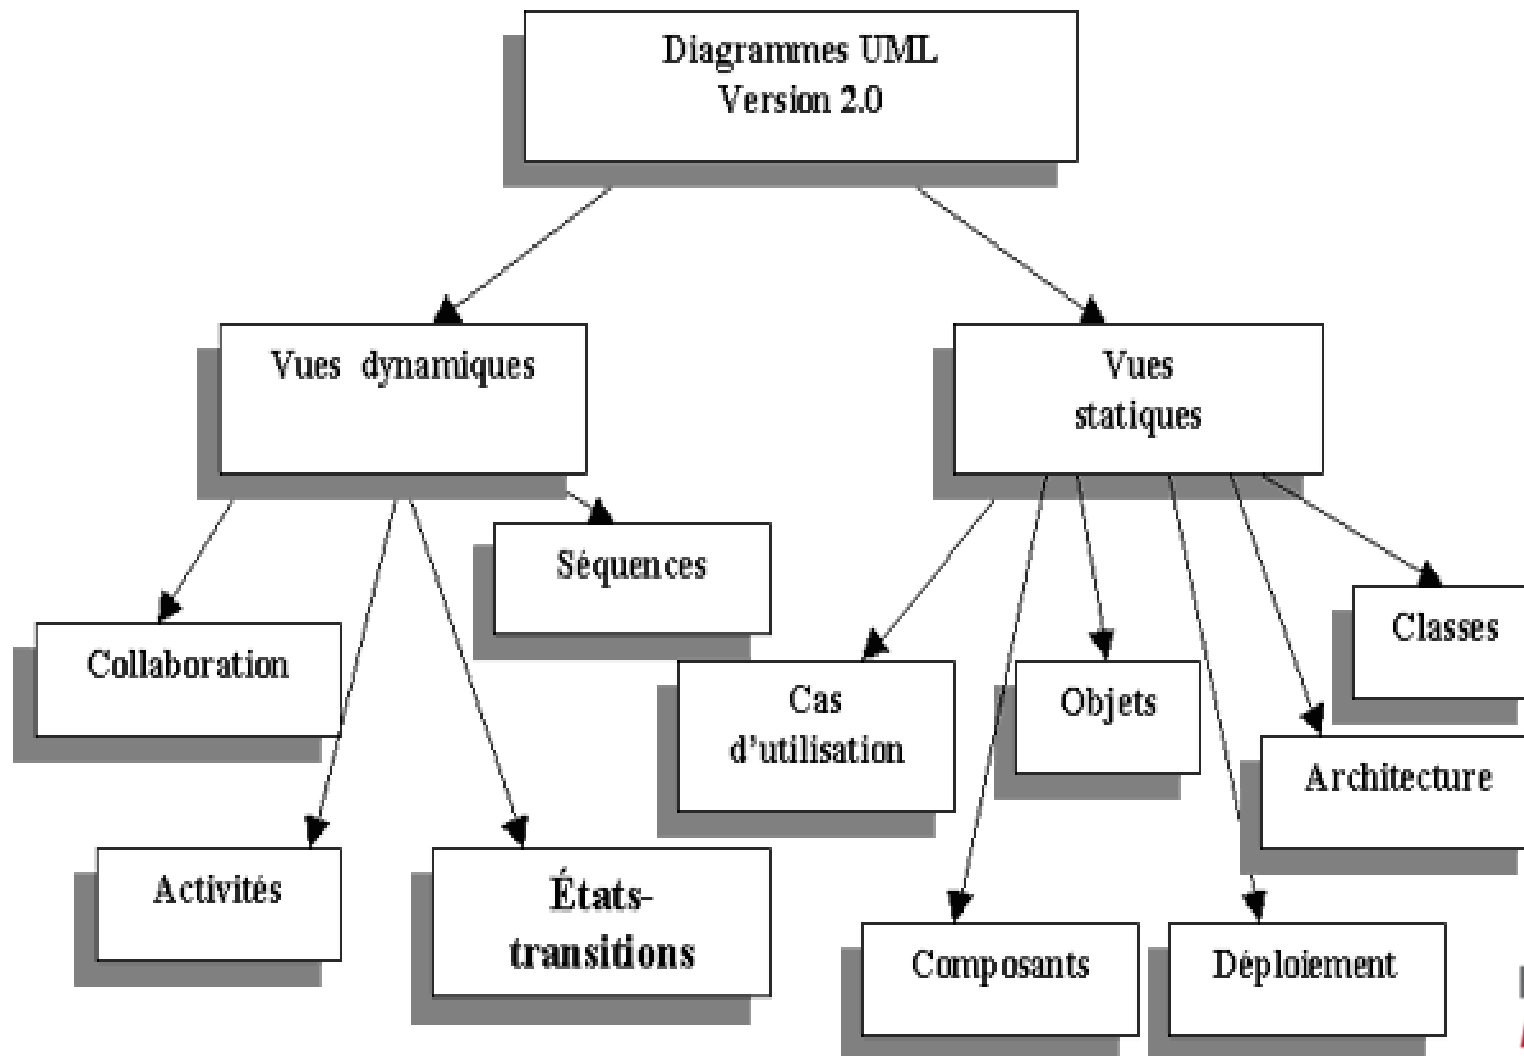 Diagrammes UML
Version 2.0
Vues dynamiques
Vues
statiques
Séquences
Collaboration
Classes
Cas
d'utilisation
Objets
Architecture
Activités
États-
transitions
Composants
Déploiement